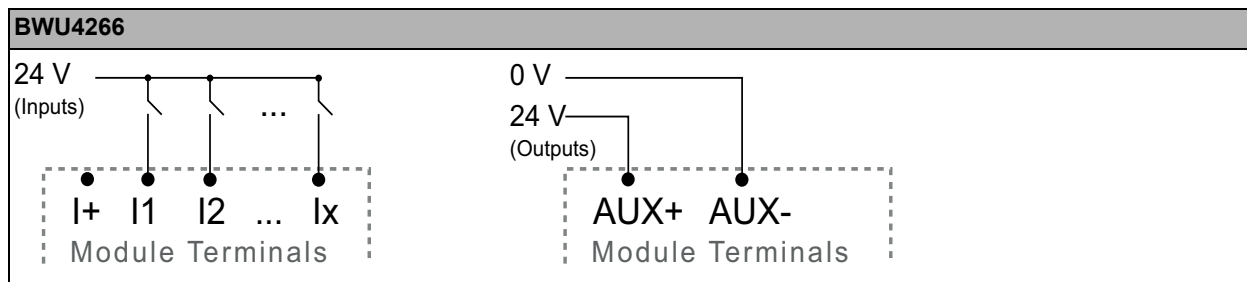 BWU4266
24 V
(Inputs)
...
I+ I1 I2 ... Ix
Module Terminals
0 V
24 V
(Outputs)
AUX+ AUX-
Module Terminals